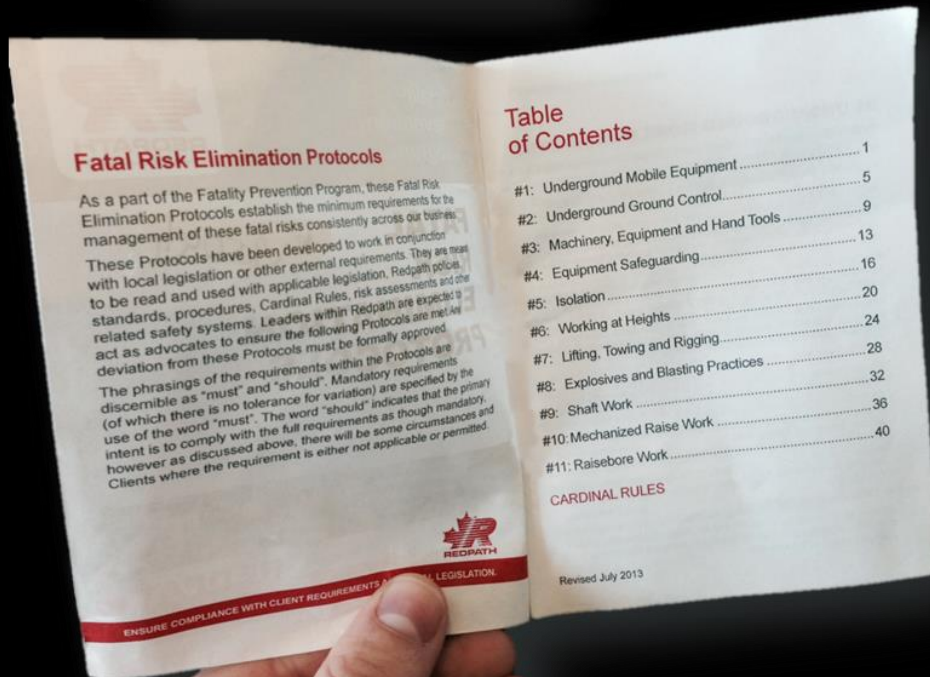 Fatal Risk Elimination Protocols
As a part of the Fatality Prevention Program, these Fatal Risk
Elimination Protocols establish the minimum requirements for the
management of these fatal risks consistently across our business.
These Protocols have been developed to work in conjunction
with local legislation or other external requirements. They are mean
to be read and used with applicable legislation, Redpath policies,
standards, procedures, Cardinal Rules, risk assessments and other
related safety systems. Leaders within Redpath are expected to
act as advocates to ensure the following Protocols are met. An
deviation from these Protocols must be formally approved.
The phrasings of the requirements within the Protocols are
discernible as "must" and "should". Mandatory requirements
(of which there is no tolerance for variation) are specified by the
use of the word "must". The word "should" indicates that the primary
intent is to comply with the full requirements as though mandatory,
however as discussed above, there will be some circumstances and
Clients where the requirement is either not applicable or permitted.
REDPATH
ENSURE COMPLIANCE WITH CLIENT REQUIREMENTS LEGISLATION.
Table
of Contents
#1: Underground Mobile Equipment ........ 1
#2: Underground Ground Control ........ 5
#3: Machinery, Equipment and Hand Tools ........ 9
#4: Equipment Safeguarding ........ 13
#5: Isolation ........ 16
#6: Working at Heights ........ 20
#7: Lifting, Towing and Rigging ........ 24
#8: Explosives and Blasting Practices ........ 28
#9: Shaft Work ........ 32
#10: Mechanized Raise Work ........ 36
#11: Raisebore Work ........ 40
CARDINAL RULES
Revised July 2013